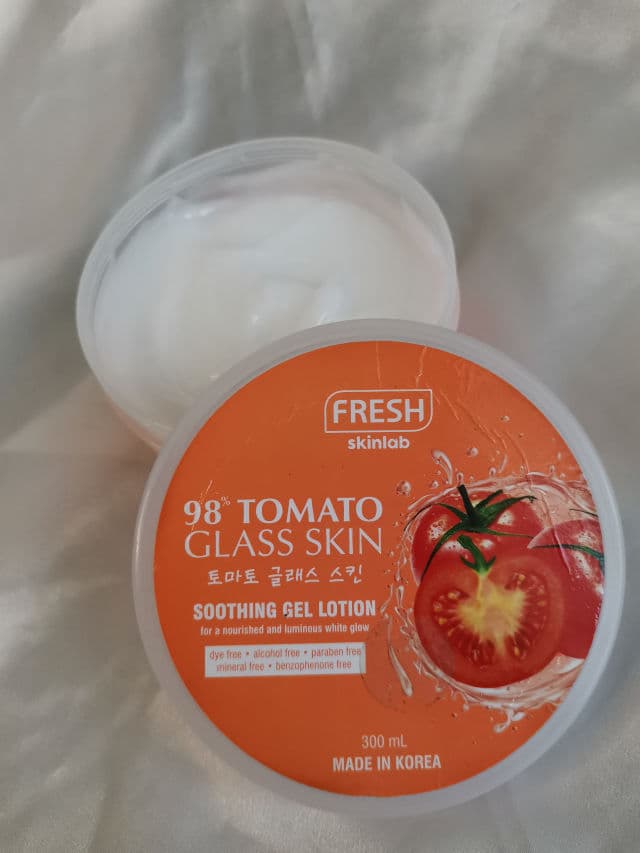 FRESH
skinlab
98% TOMATO
GLASS SKIN
토마토 글래스 스킨
SOOTHING GEL LOTION
for a nourished and luminous white glow
dye free • alcohol free • paraben free
mineral free • benzophenone free
300 mL
MADE IN KOREA